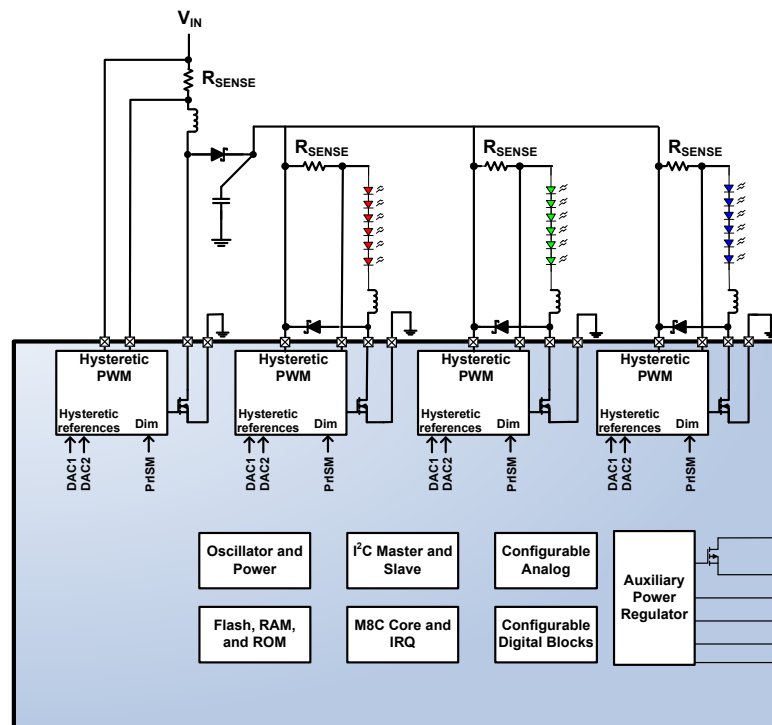 VIN
RSENSE
RSENSE
RSENSE
RSENSE
Hysteretic
PWM
Hysteretic
references
Dim
DAC1
DAC2
PrISM
Hysteretic
PWM
Hysteretic
references
Dim
DAC1
DAC2
PrISM
Hysteretic
PWM
Hysteretic
references
Dim
DAC1
DAC2
PrISM
Hysteretic
PWM
Hysteretic
references
Dim
DAC1
DAC2
PrISM
Oscillator and
Power
I2C Master and
Slave
Configurable
Analog
Auxiliary
Power
Regulator
Flash, RAM,
and ROM
M8C Core and
IRQ
Configurable
Digital Blocks